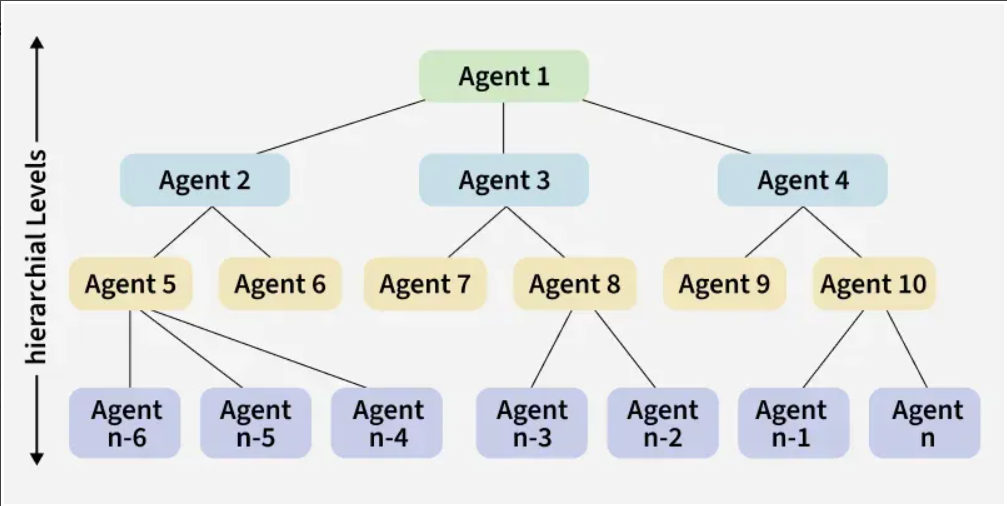 hierarchial Levels
Agent 1
Agent 2
Agent 3
Agent 4
Agent 5
Agent 6
Agent 7
Agent 8
Agent 9
Agent 10
Agent
n-6
Agent
n-5
Agent
n-4
Agent
n-3
Agent
n-2
Agent
n-1
Agent
n